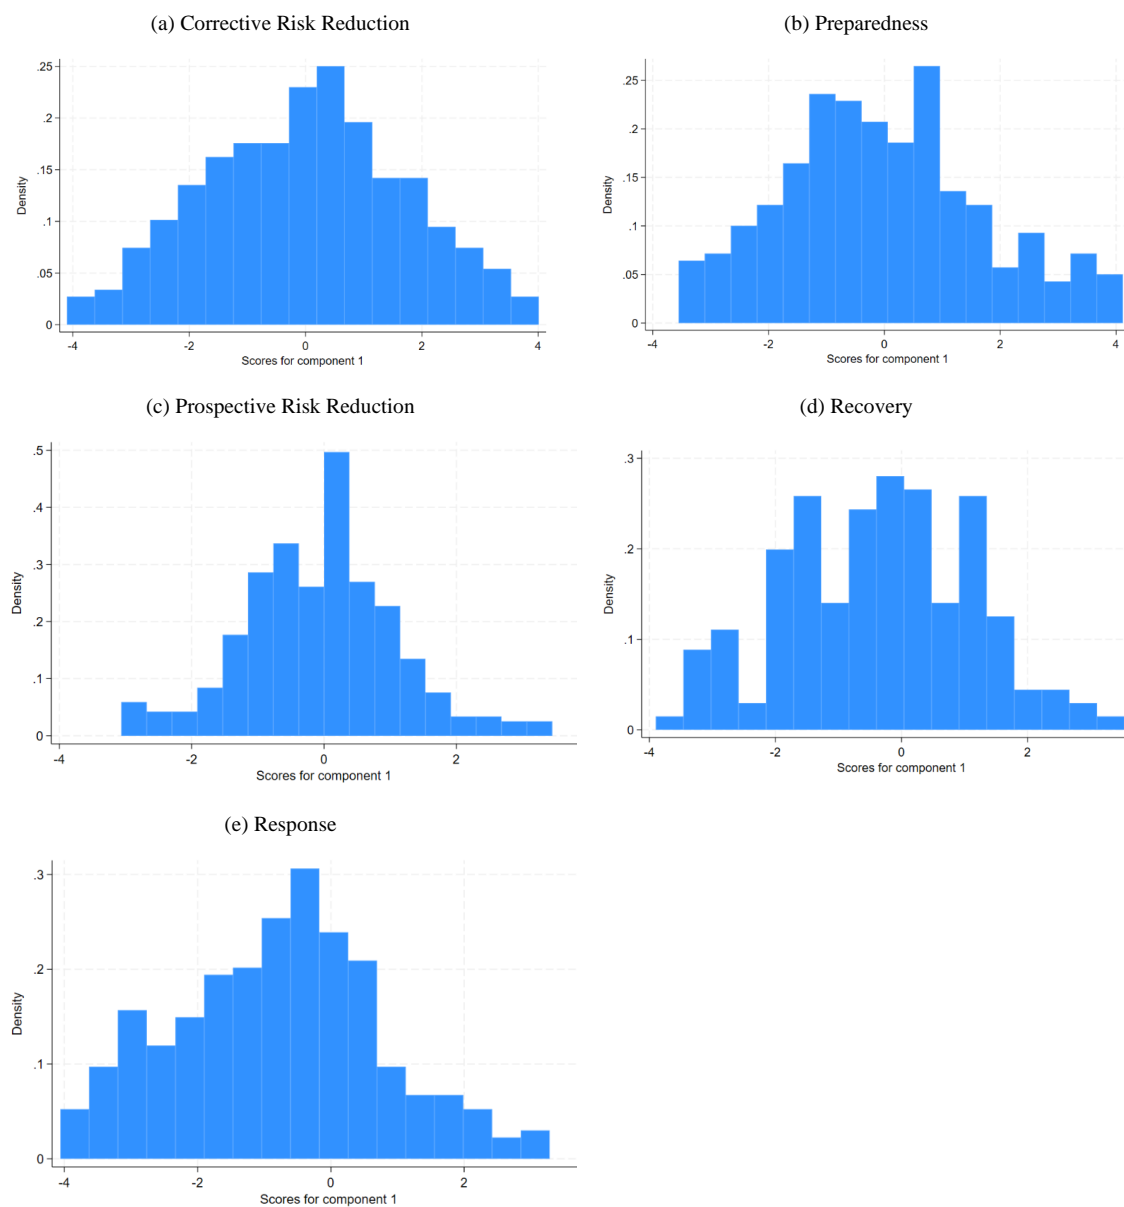 (a) Corrective Risk Reduction
(b) Preparedness
.25
.2
.15
.1
.05
0
Density
-4 -2 0 2 4
Scores for component 1
.25
.2
.15
.1
.05
0
Density
-4 -2 0 2 4
Scores for component 1
(c) Prospective Risk Reduction
(d) Recovery
.5
.4
.3
.2
.1
0
Density
-4 -2 0 2
Scores for component 1
.3
.2
.1
0
Density
-4 -2 0 2
Scores for component 1
(e) Response
.3
.2
.1
0
Density
-4 -2 0 2
Scores for component 1